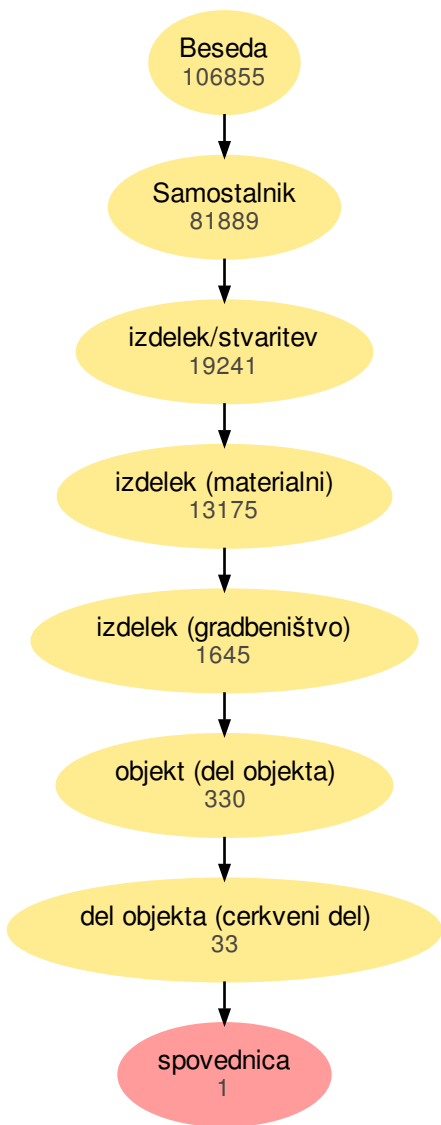 Beseda
106855
Samostalnik
81889
izdelek/stvaritev
19241
izdelek (materialni)
13175
izdelek (gradbeništvo)
1645
objekt (del objekta)
330
del objekta (cerkveni del)
33
spovednica
1